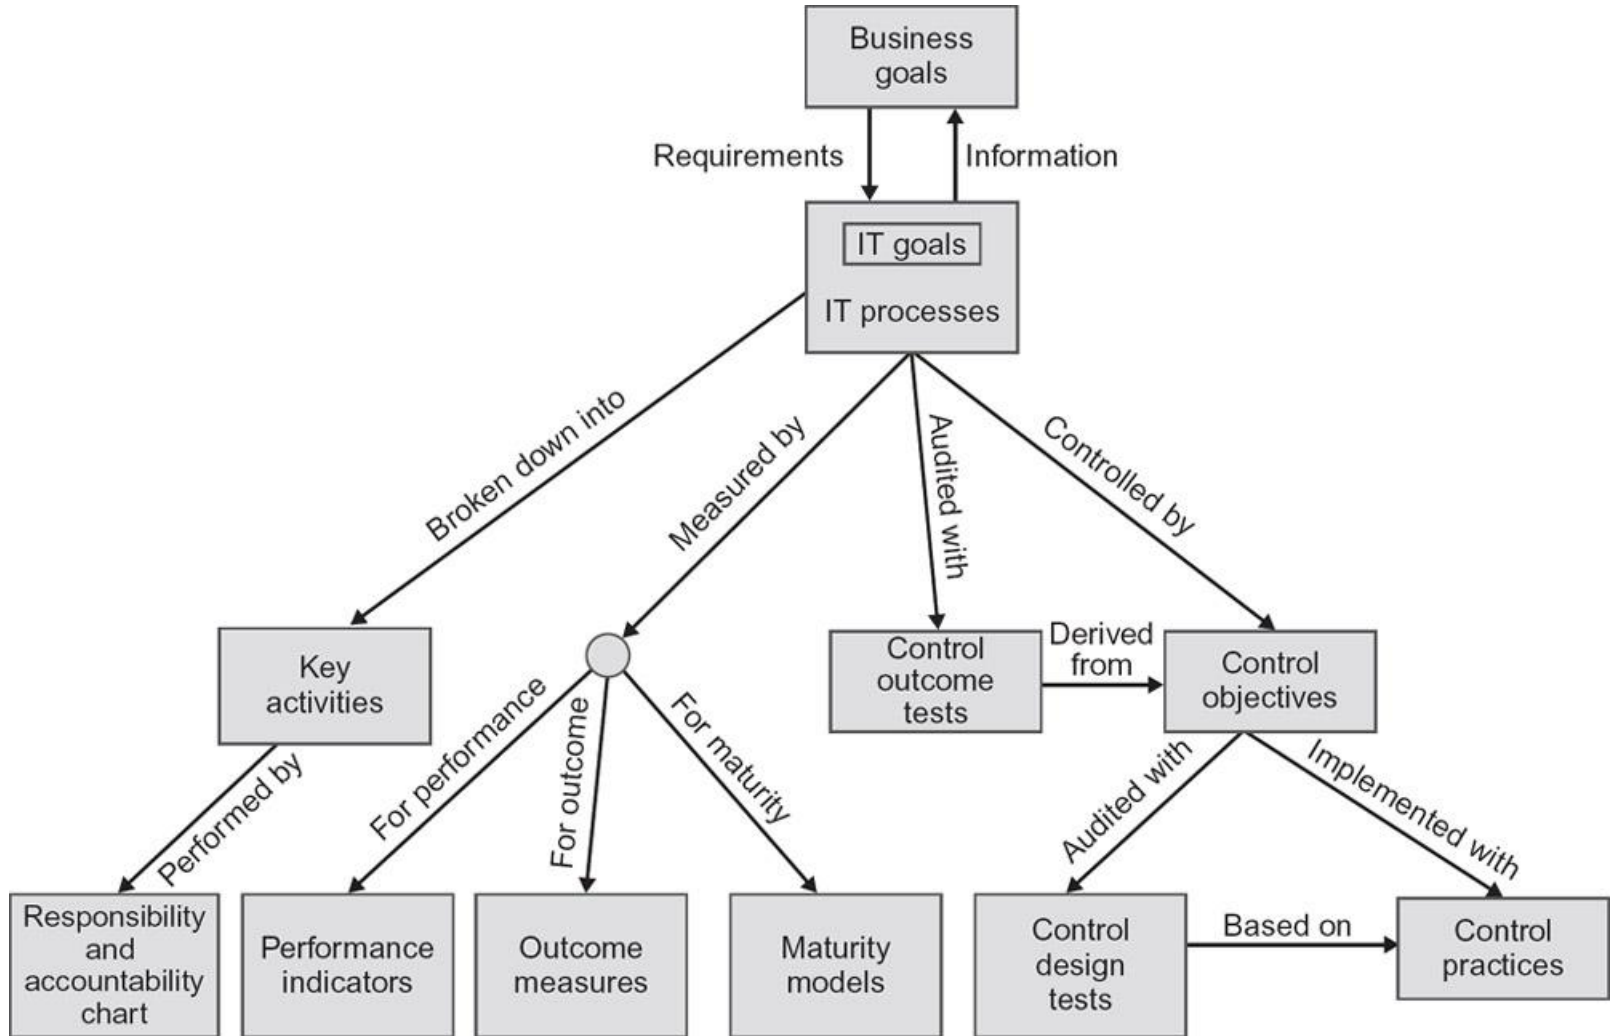 Business
goals
Requirements
Information
IT goals
IT processes
Broken down into
Measured by
Audited with
Controlled by
Key
activities
Control
outcome
tests
Derived
from
Control
objectives
Performed by
For performance
For outcome
For maturity
Audited with
Implemented with
Responsibility
and
accountability
chart
Performance
indicators
Outcome
measures
Maturity
models
Control
design
tests
Based on
Control
practices